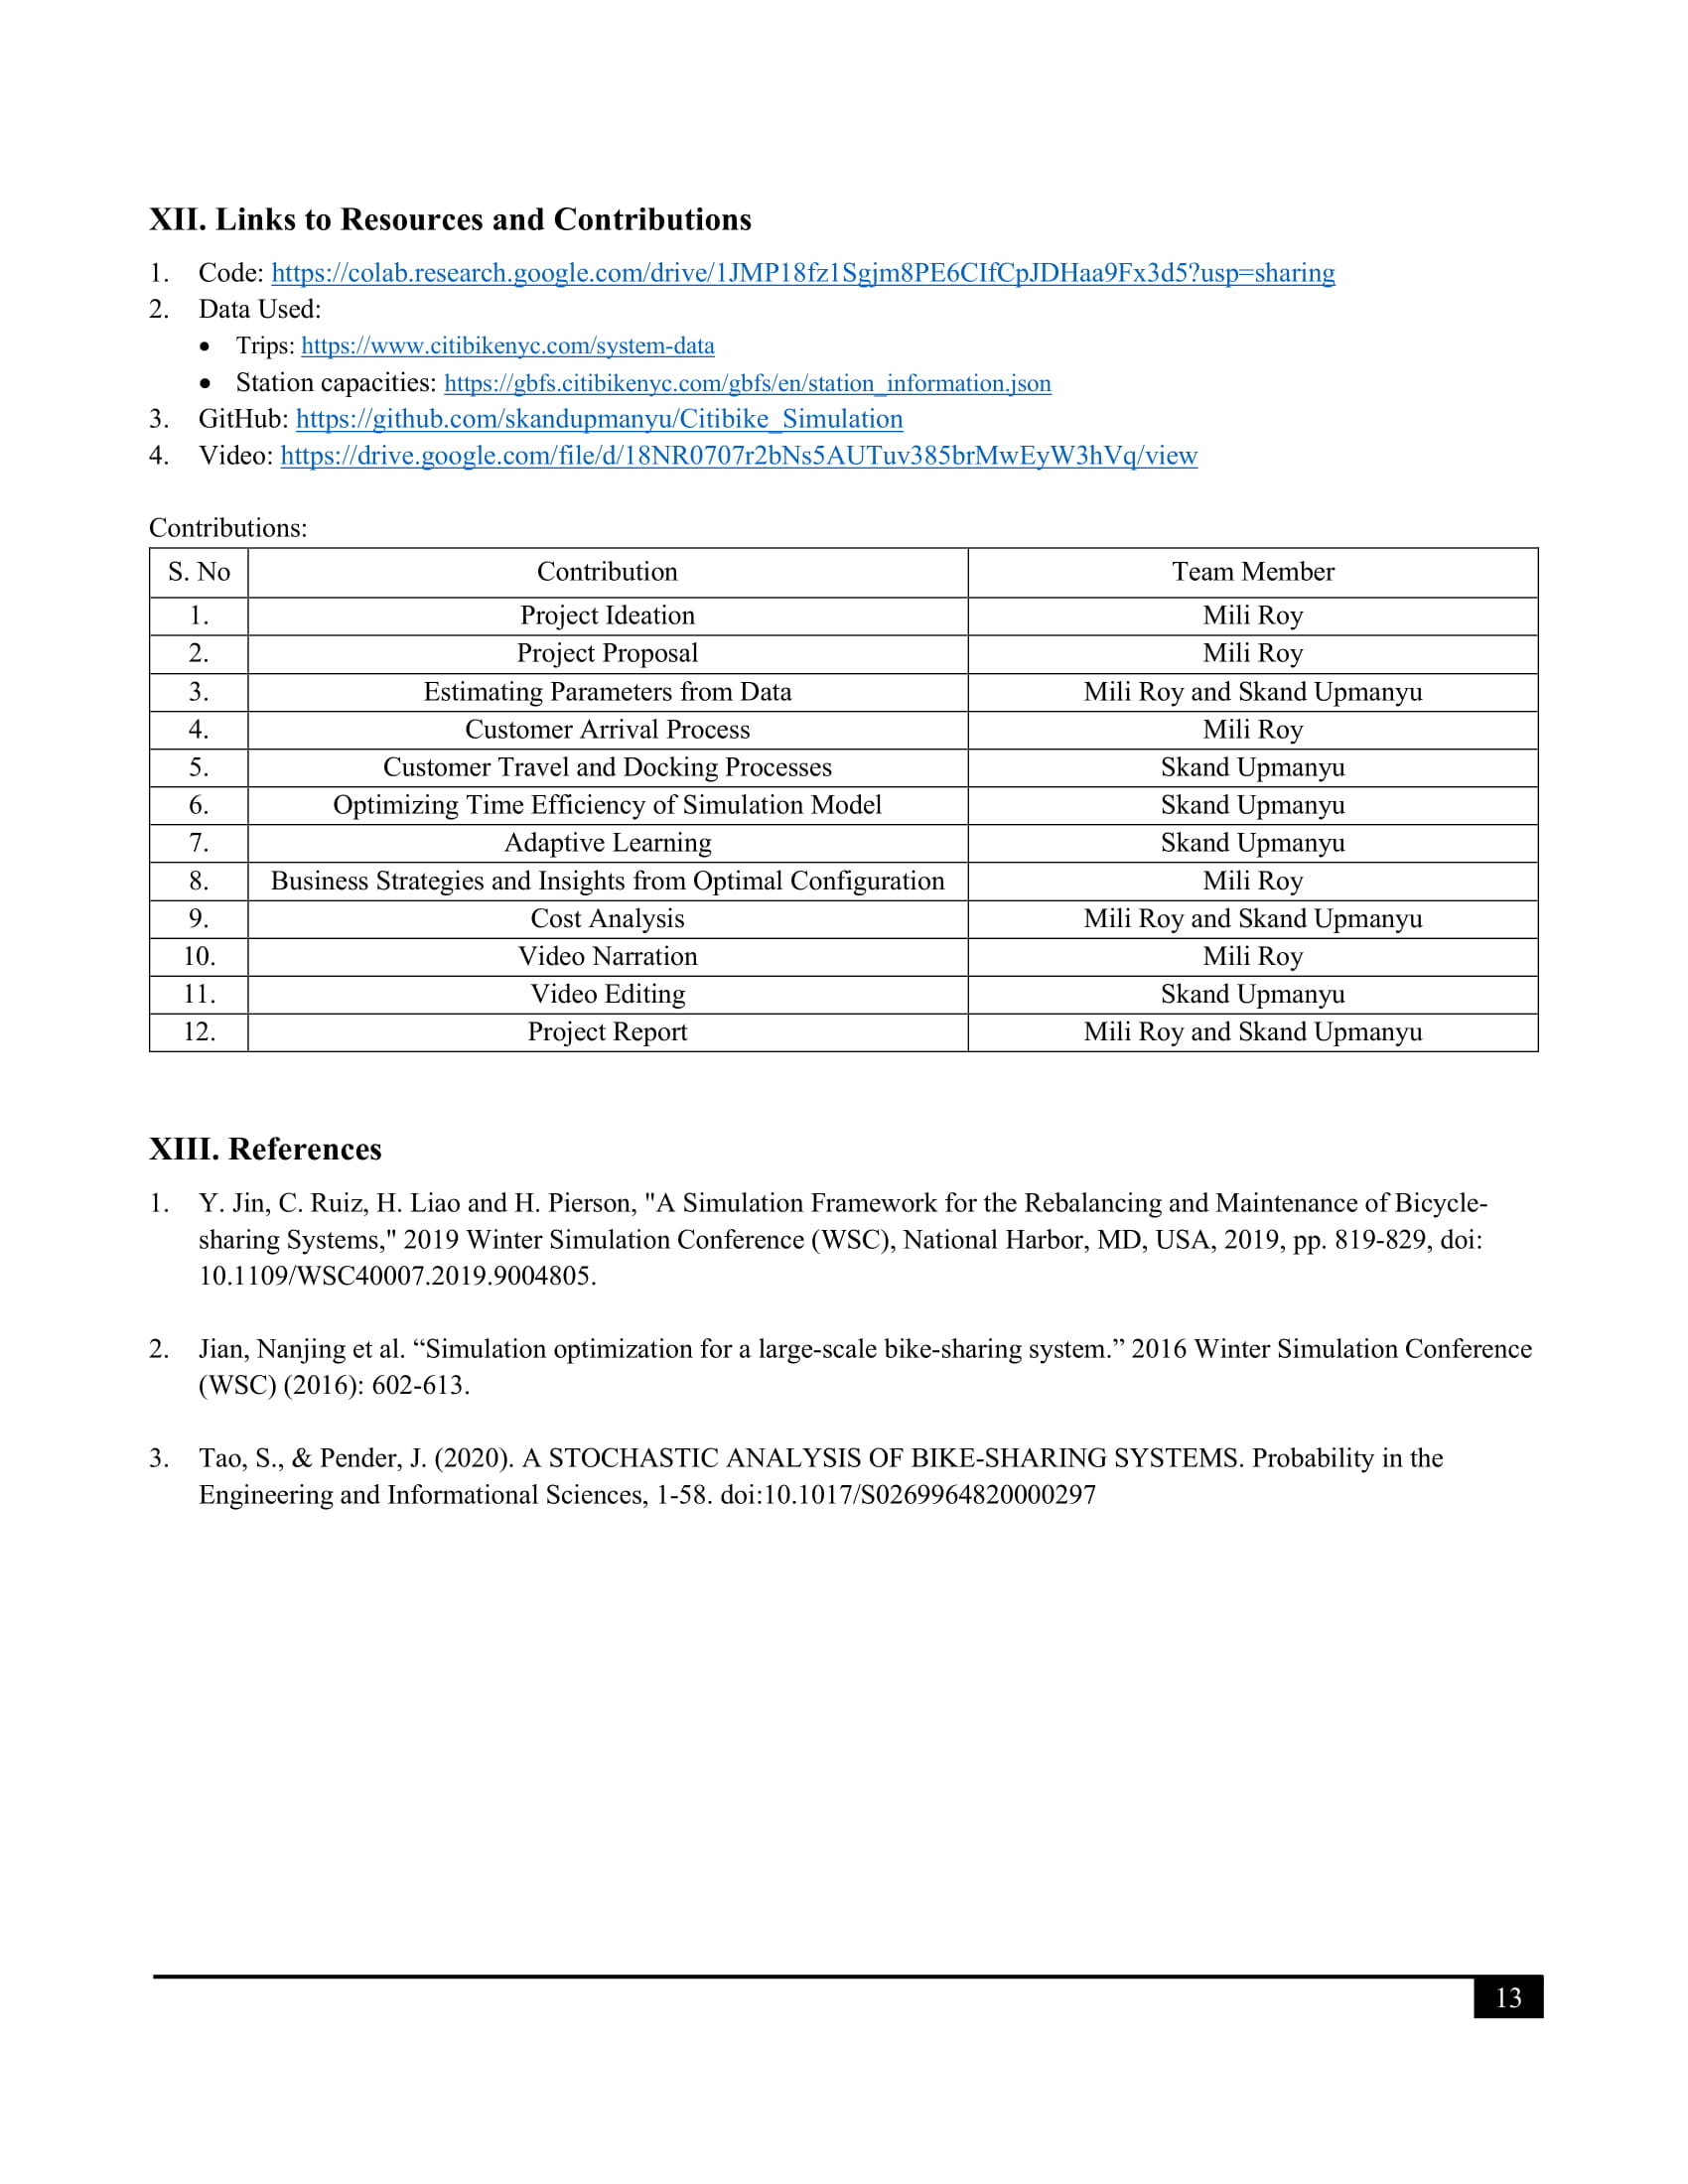 XII. Links to Resources and Contributions
1. Code: https://colab.research.google.com/drive/1JMP18fz1Sgjm8PE6CIfCpJDHaa9Fx3d5?usp=sharing
2. Data Used:
• Trips: https://www.citibikenyc.com/system-data
• Station capacities: https://gbfs.citibikenyc.com/gbfs/en/station_information.json
3. GitHub: https://github.com/skandupmanyu/Citibike_Simulation
4. Video: https://drive.google.com/file/d/18NR0707r2bNs5AUTuv385brMwEyW3hVq/view
Contributions:
S. No Contribution Team Member
1. Project Ideation Mili Roy
2. Project Proposal Mili Roy
3. Estimating Parameters from Data Mili Roy and Skand Upmanyu
4. Customer Arrival Process Mili Roy
5. Customer Travel and Docking Processes Skand Upmanyu
6. Optimizing Time Efficiency of Simulation Model Skand Upmanyu
7. Adaptive Learning Skand Upmanyu
8. Business Strategies and Insights from Optimal Configuration Mili Roy
9. Cost Analysis Mili Roy and Skand Upmanyu
10. Video Narration Mili Roy
11. Video Editing Skand Upmanyu
12. Project Report Mili Roy and Skand Upmanyu
XIII. References
1. Y. Jin, C. Ruiz, H. Liao and H. Pierson, "A Simulation Framework for the Rebalancing and Maintenance of Bicycle-
sharing Systems," 2019 Winter Simulation Conference (WSC), National Harbor, MD, USA, 2019, pp. 819-829, doi:
10.1109/WSC40007.2019.9004805.
2. Jian, Nanjing et al. “Simulation optimization for a large-scale bike-sharing system.” 2016 Winter Simulation Conference
(WSC) (2016): 602-613.
3. Tao, S., & Pender, J. (2020). A STOCHASTIC ANALYSIS OF BIKE-SHARING SYSTEMS. Probability in the
Engineering and Informational Sciences, 1-58. doi:10.1017/S0269964820000297
13